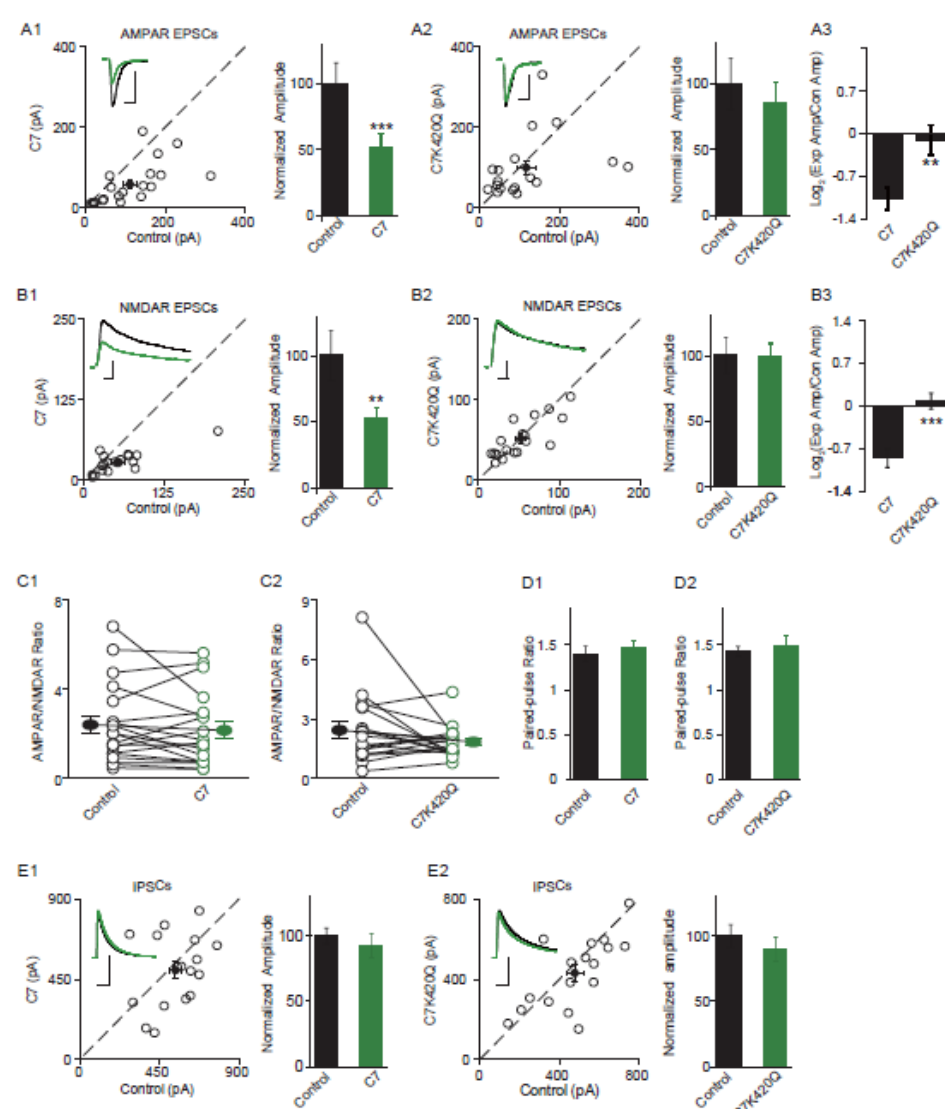 A1
AMPAR EPSCs
400
200
0
0
200
400
C7 (pA)
Control (pA)
Normalized Amplitude
100
50
0
***
Control
C7
A2
AMPAR EPSCs
400
200
0
0
200
400
C7K420Q (pA)
Control (pA)
Normalized Amplitude
100
50
0
Control
C7K420Q
A3
Log2(Exp Amp/Con Amp)
0.7
0
-0.7
-1.4
**
C7
C7K420Q
B1
NMDAR EPSCs
250
125
0
0
125
250
C7 (pA)
Control (pA)
Normalized Amplitude
100
50
0
**
Control
C7
B2
NMDAR EPSCs
200
100
0
0
100
200
C7K420Q (pA)
Control (pA)
Normalized Amplitude
100
50
0
Control
C7K420Q
B3
Log2(Exp Amp/Con Amp)
1.4
0.7
0
-0.7
-1.4
***
C7
C7K420Q
C1
AMPAR/NMDAR Ratio
8
4
0
Control
C7
C2
AMPAR/NMDAR Ratio
9
6
3
0
Control
C7K420Q
D1
Paired-pulse Ratio
1.5
1
0.5
0
Control
C7
D2
Paired-pulse Ratio
1.5
1
0.5
0
Control
C7K420Q
E1
IPSCs
900
450
0
0
450
900
C7 (pA)
Control (pA)
Normalized Amplitude
100
50
0
Control
C7
E2
IPSCs
800
400
0
0
400
800
C7K420Q (pA)
Control (pA)
Normalized amplitude
100
50
0
Control
C7K420Q